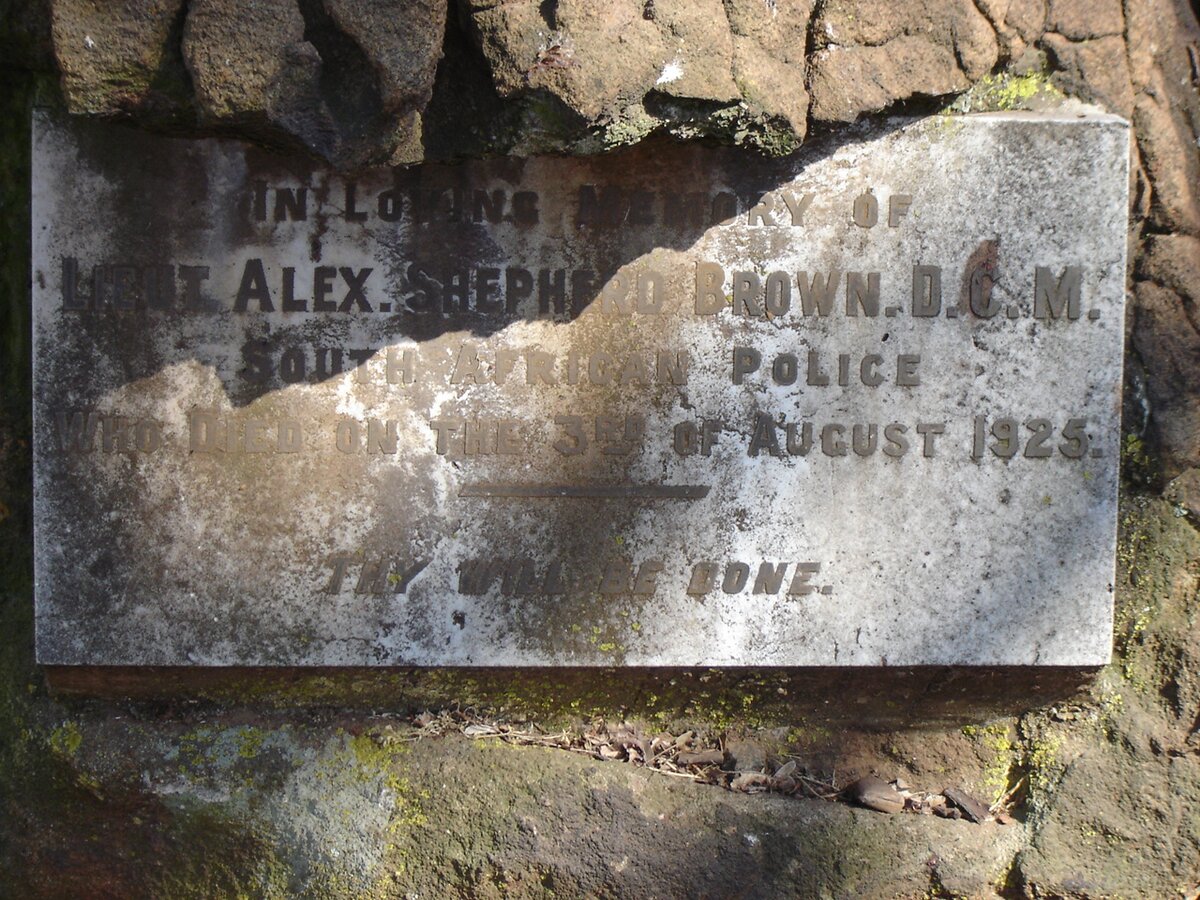 In Loving Memory of
Lieut Alex. Shepherd Brown. D.C.M.
South African Police
Who Died on the 3rd of August 1925.
Thy will be done.